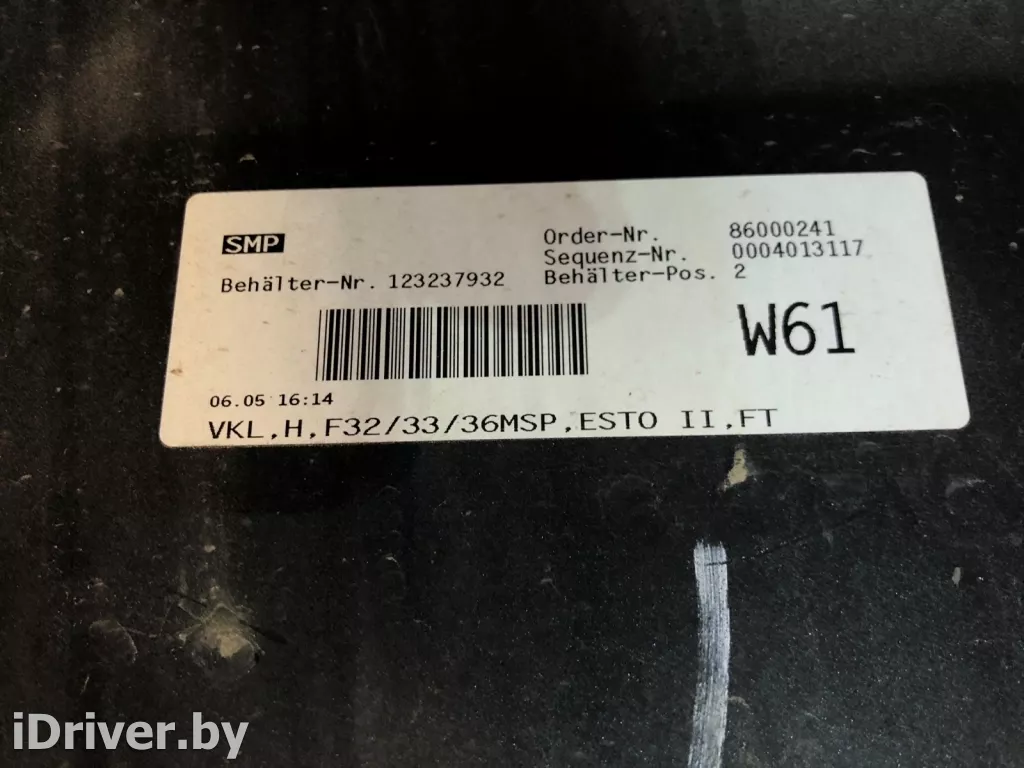 SMP
Order-Nr. 86000241
Sequenz-Nr. 0004013117
Behälter-Nr. 123237932 Behälter-Pos. 2
W61
06.05 16:14
VKL,H,F32/33/36MSP,ESTO II,FT
iDriver.by